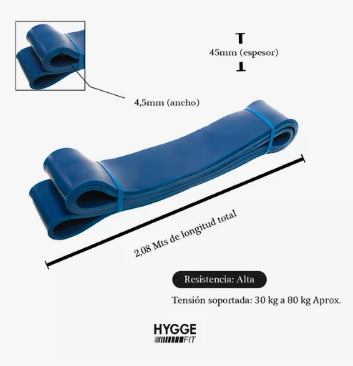 45mm (espesor)
4,5mm (ancho)
2,08 Mts de longitud total
Resistencia: Alta
Tensión soportada: 30 kg a 80 kg Aprox.
HYGGE
FIT